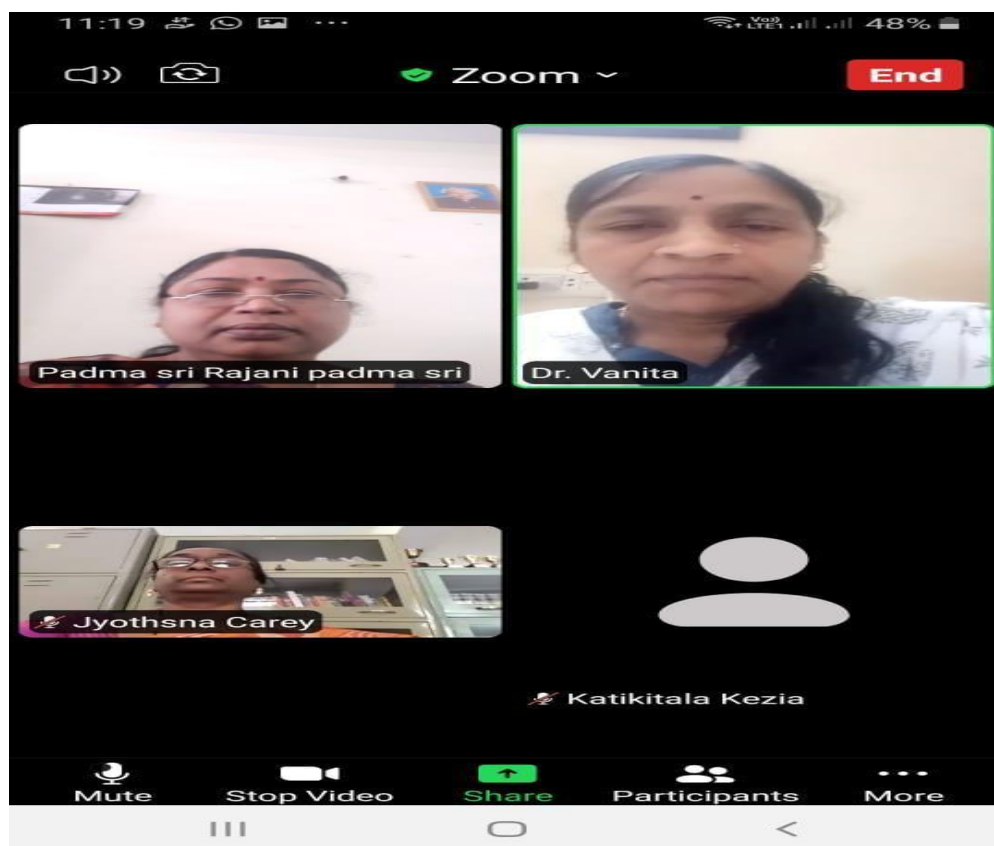 11:19 48%
Zoom End
Padma sri Rajani padma sri
Dr. Vanita
Jyothsna Carey
Katikitala Kezia
Mute Stop Video Share Participants More